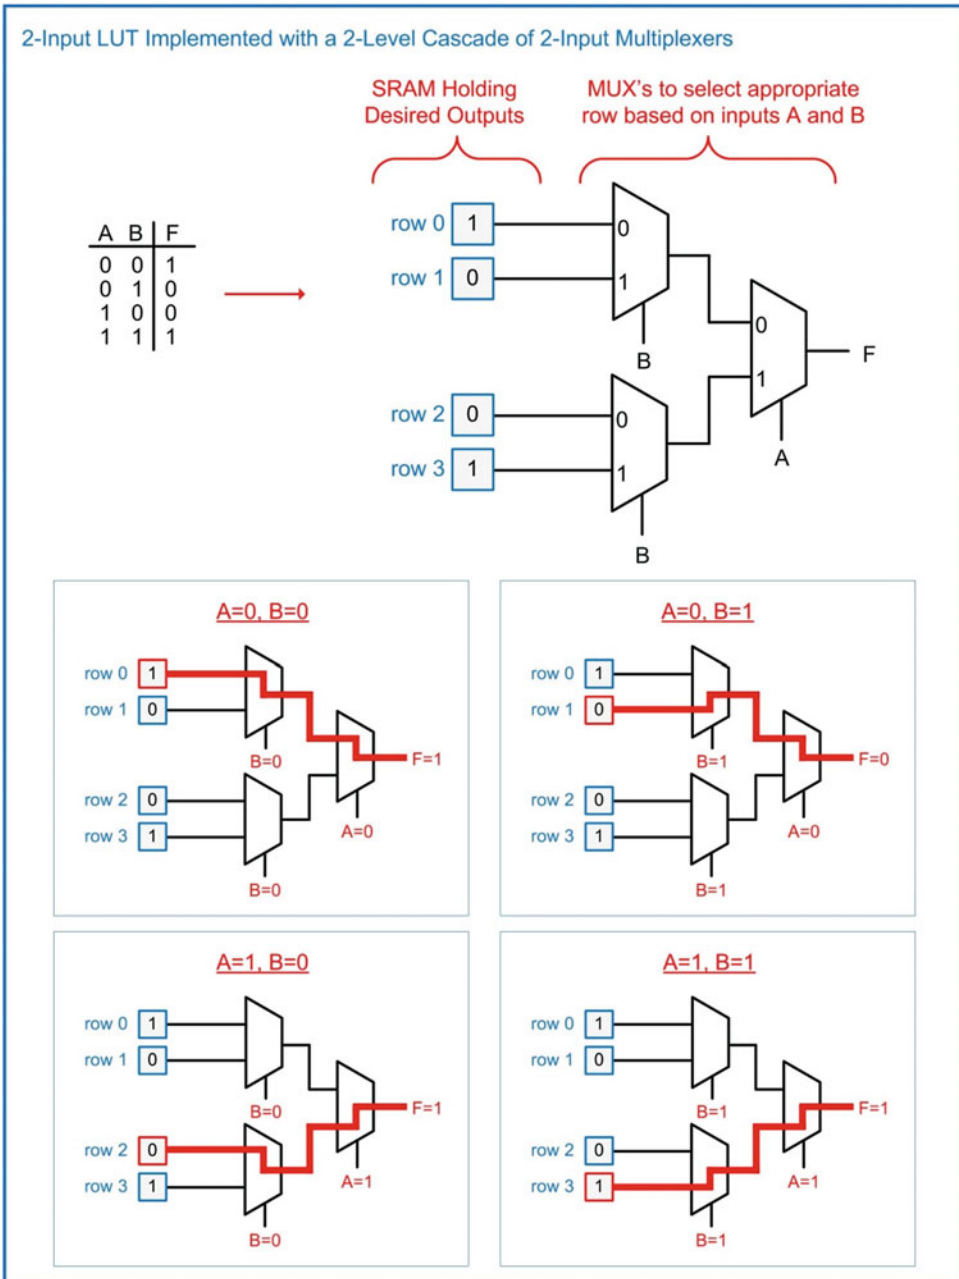 2-Input LUT Implemented with a 2-Level Cascade of 2-Input Multiplexers
SRAM Holding
Desired Outputs
MUX's to select appropriate
row based on inputs A and B
A B F
0 0 1
0 1 0
1 0 0
1 1 1
row 0 1
row 1 0
0
1
B
row 2 0
row 3 1
0
1
B
0
1
A
F
A=0, B=0
row 0 1
row 1 0
B=0
row 2 0
row 3 1
B=0
A=0
F=1
A=0, B=1
row 0 1
row 1 0
B=1
row 2 0
row 3 1
B=1
A=0
F=0
A=1, B=0
row 0 1
row 1 0
B=0
row 2 0
row 3 1
B=0
A=1
F=1
A=1, B=1
row 0 1
row 1 0
B=1
row 2 0
row 3 1
B=1
A=1
F=1